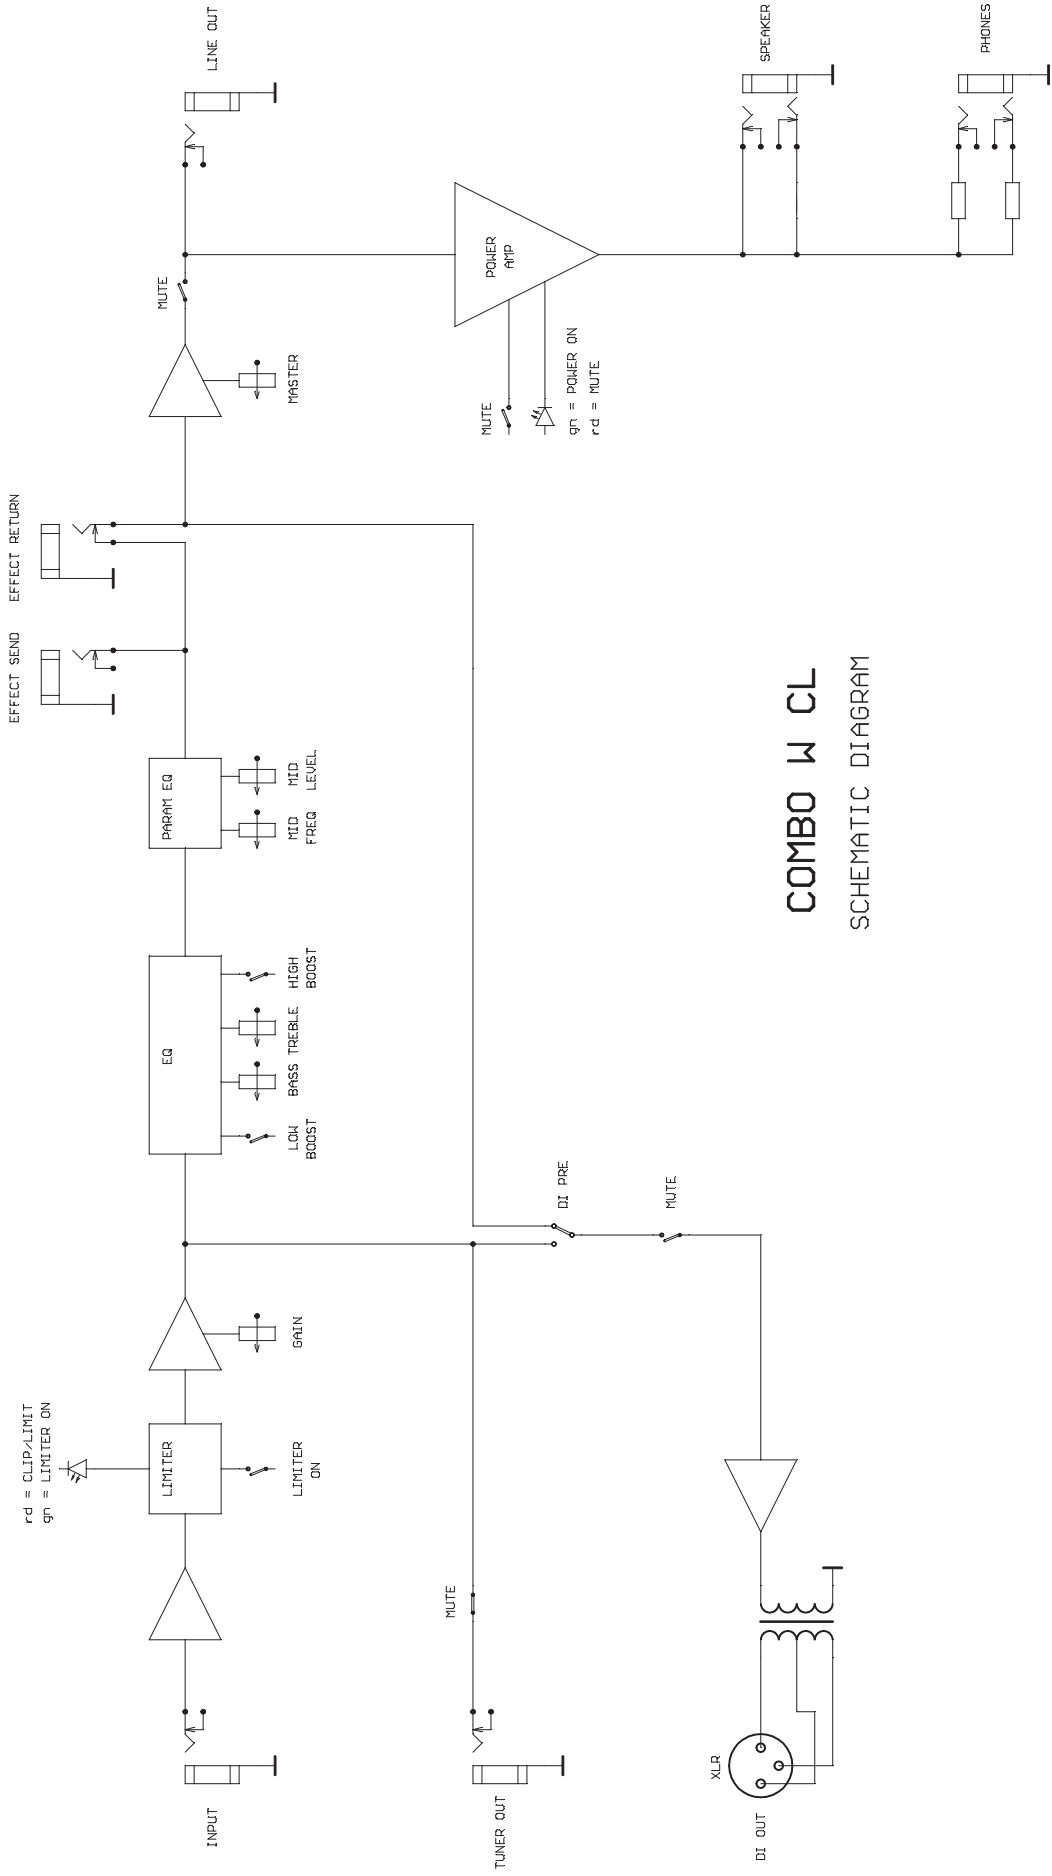 rd = CLIP/LIMIT
gn = LIMITER ON
INPUT
LIMITER
LIMITER
ON
GAIN
EQ
LOW
BOOST
BASS
TREBLE
HIGH
BOOST
PARAM EQ
MID
FREQ
MID
LEVEL
EFFECT SEND
EFFECT RETURN
MASTER
MUTE
LINE OUT
TUNER OUT
MUTE
DI PRE
MUTE
MUTE
gn = POWER ON
rd = MUTE
POWER
AMP
DI OUT
XLR
SPEAKER
PHONES
COMBO W CL
SCHEMATIC DIAGRAM